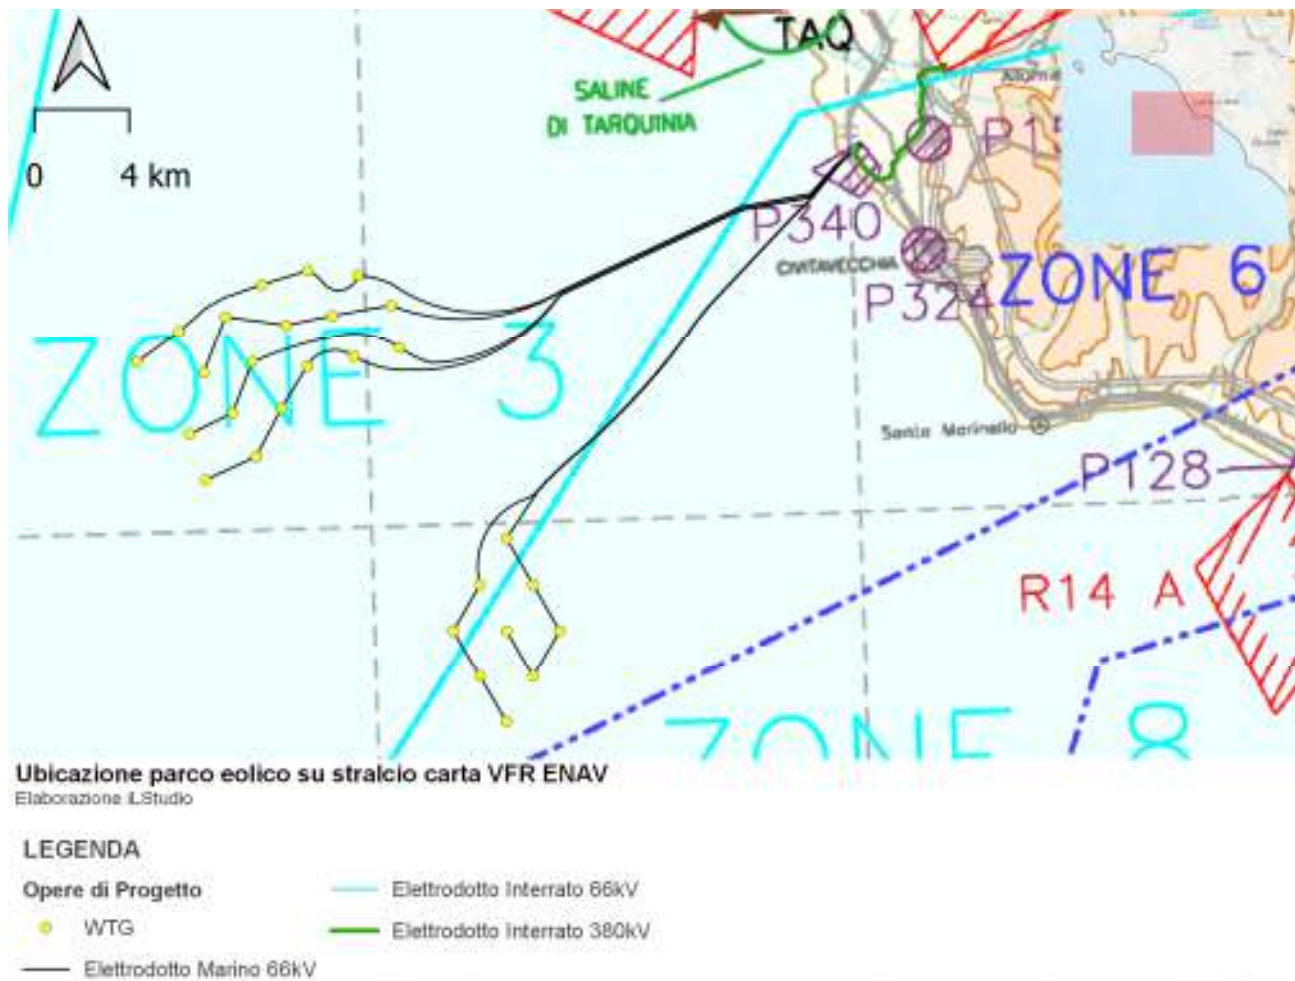 TAQ
SALINE
DI TARQUINIA
0 4 km
P340
CIVITAVECCHIA
P324
ZONE 6
ZONE 3
Santa Marinella
P128
R14 A
ZONE 8
Ubicazione parco eolico su stralcio carta VFR ENAV
Elaborazione iLStudio
LEGENDA
Opere di Progetto
WTG
Elettrodotto Marino 66kV
Elettrodotto Interrato 66kV
Elettrodotto Interrato 380kV